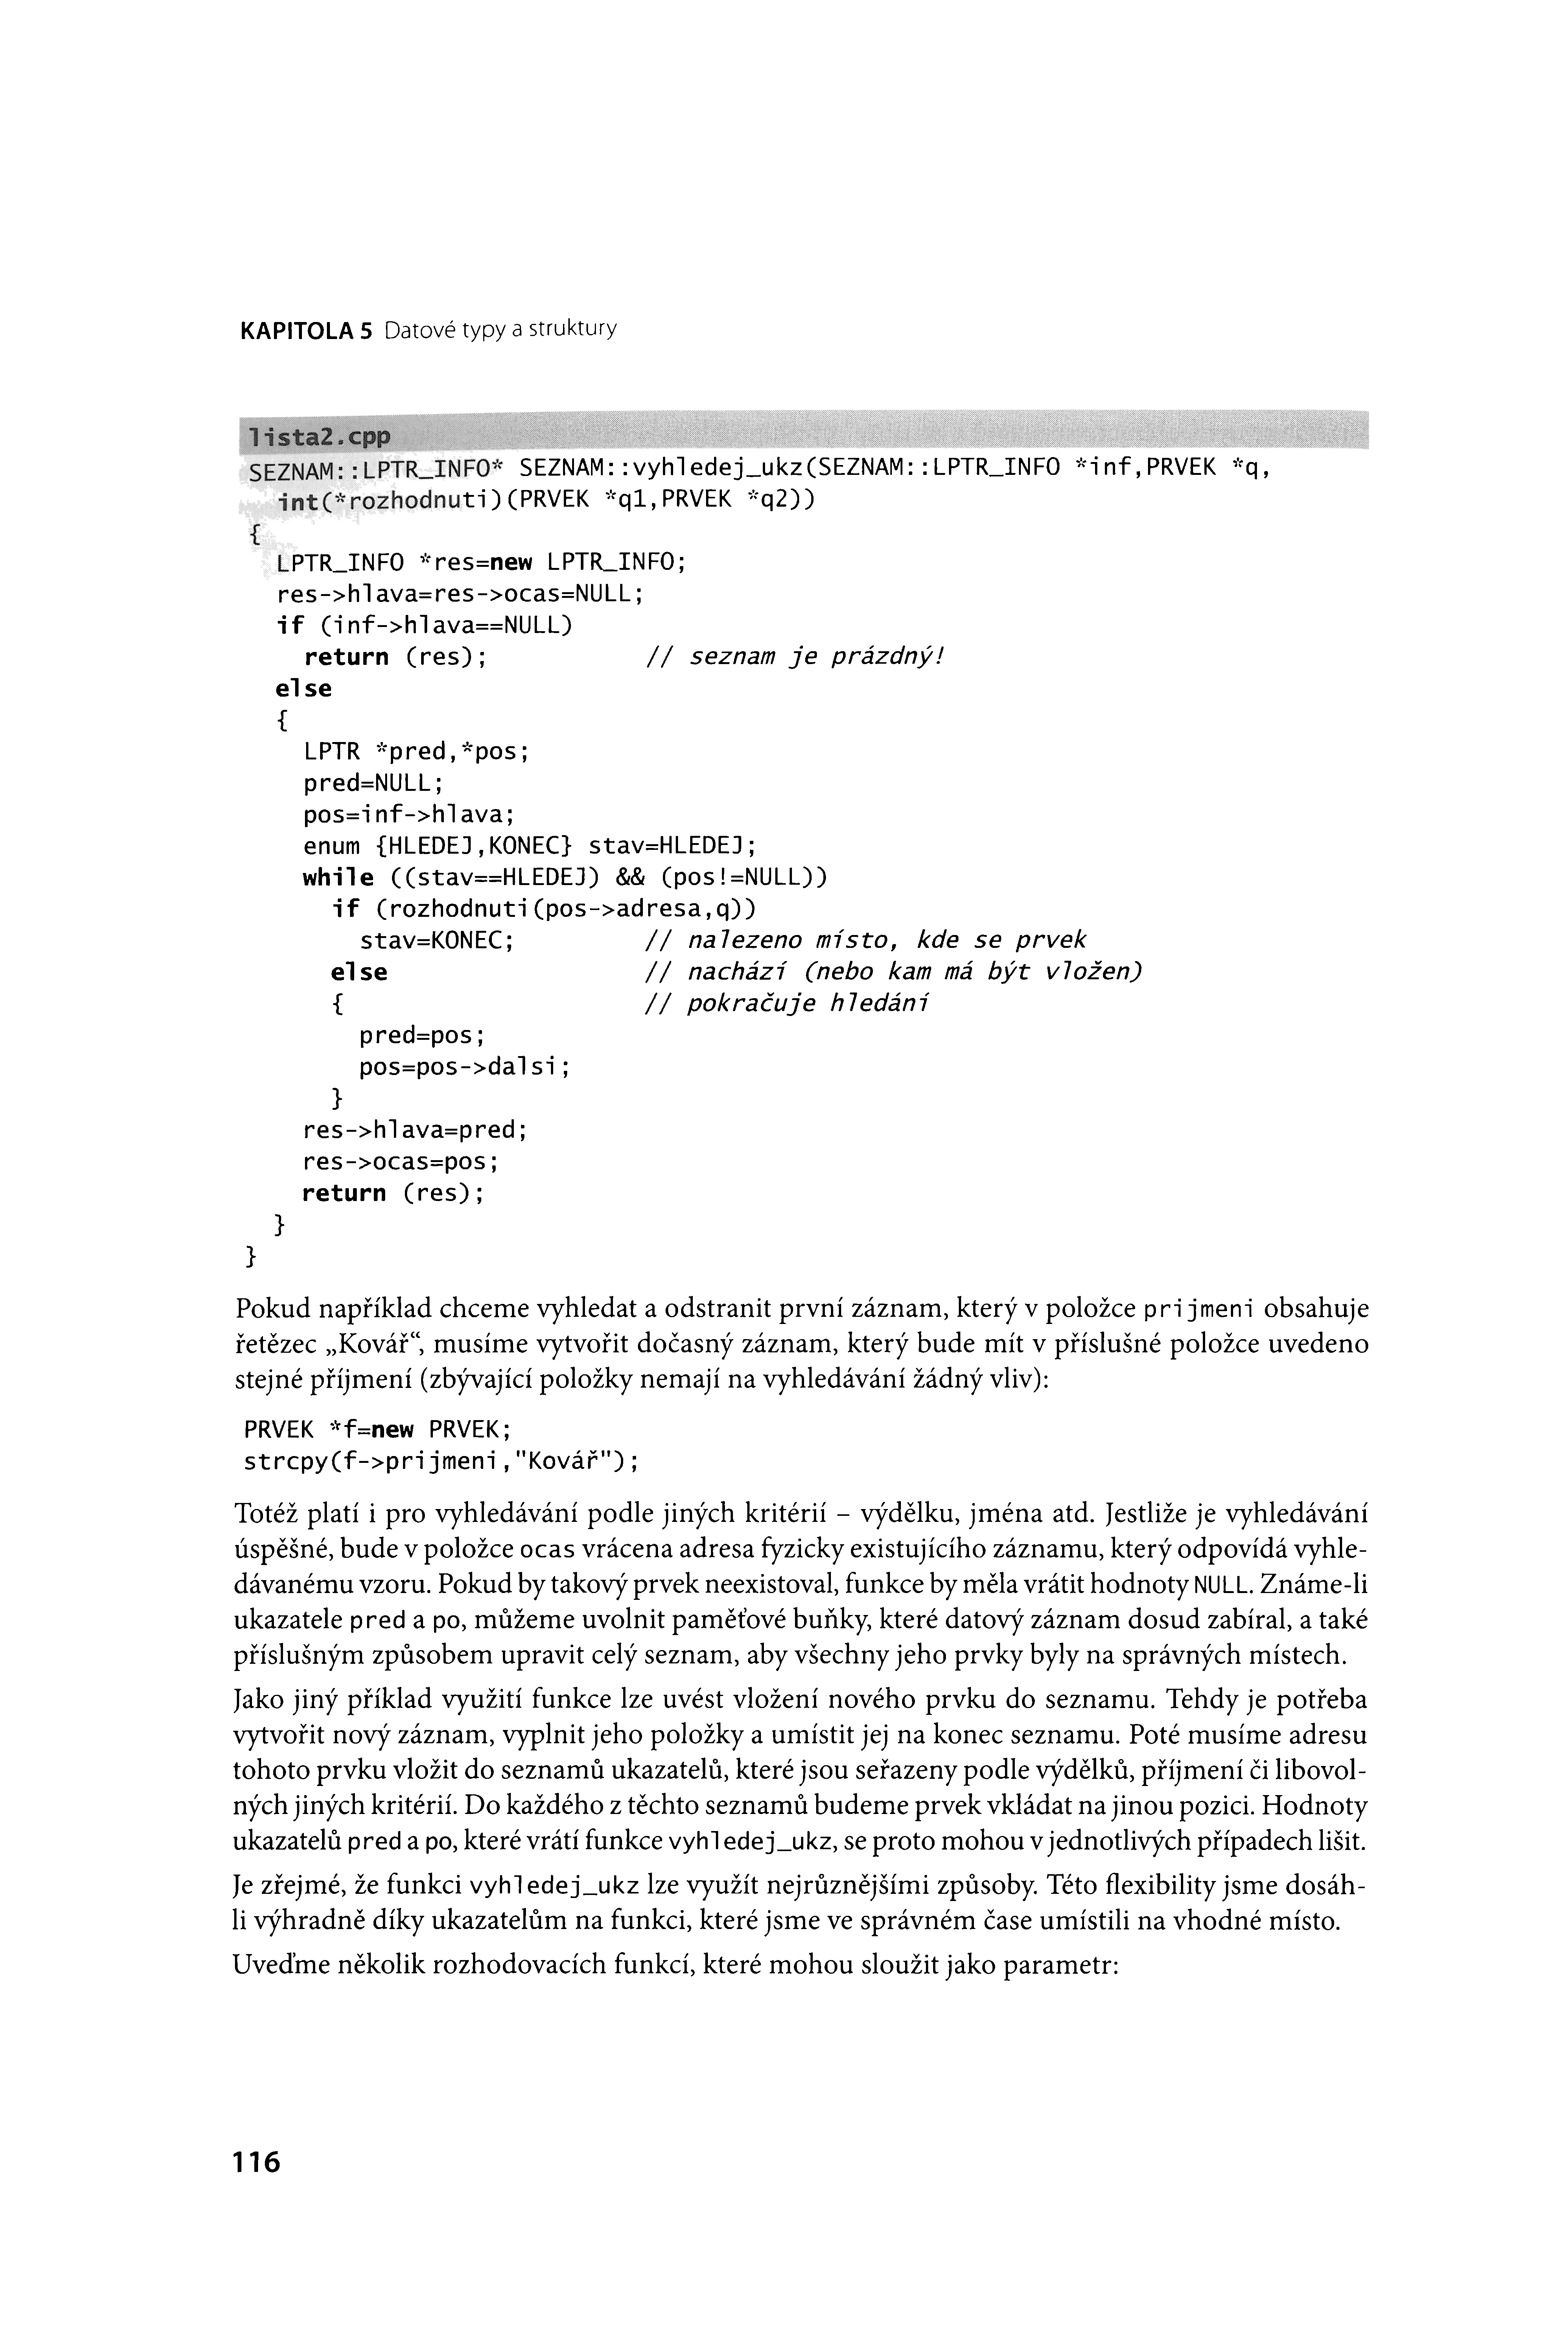 KAPITOLA 5 Datové typy a struktury
lista2.cpp
SEZNAM::LPTR_INFO* SEZNAM::vyhledej_ukz(SEZNAM::LPTR_INFO *inf,PRVEK *q,
  int(*rozhodnuti)(PRVEK *q1,PRVEK *q2))
{
  LPTR_INFO *res=new LPTR_INFO;
  res->hlava=res->ocas=NULL;
  if (inf->hlava==NULL)
    return (res);           // seznam je prázdný!
  else
  {
    LPTR *pred,*pos;
    pred=NULL;
    pos=inf->hlava;
    enum {HLEDEJ,KONEC} stav=HLEDEJ;
    while ((stav==HLEDEJ) && (pos!=NULL))
      if (rozhodnuti(pos->adresa,q))
        stav=KONEC;         // nalezeno místo, kde se prvek
      else                  // nachází (nebo kam má být vložen)
      {                     // pokračuje hledání
        pred=pos;
        pos=pos->dalsi;
      }
    res->hlava=pred;
    res->ocas=pos;
    return (res);
  }
}
Pokud například chceme vyhledat a odstranit první záznam, který v položce prijmeni obsahuje
řetězec „Kovář“, musíme vytvořit dočasný záznam, který bude mít v příslušné položce uvedeno
stejné příjmení (zbývající položky nemají na vyhledávání žádný vliv):
PRVEK *f=new PRVEK;
strcpy(f->prijmeni,"Kovář");
Totéž platí i pro vyhledávání podle jiných kritérií – výdělku, jména atd. Jestliže je vyhledávání
úspěšné, bude v položce ocas vrácena adresa fyzicky existujícího záznamu, který odpovídá vyhle-
dávanému vzoru. Pokud by takový prvek neexistoval, funkce by měla vrátit hodnoty NULL. Známe-li
ukazatele pred a po, můžeme uvolnit paměťové buňky, které datový záznam dosud zabíral, a také
příslušným způsobem upravit celý seznam, aby všechny jeho prvky byly na správných místech.
Jako jiný příklad využití funkce lze uvést vložení nového prvku do seznamu. Tehdy je potřeba
vytvořit nový záznam, vyplnit jeho položky a umístit jej na konec seznamu. Poté musíme adresu
tohoto prvku vložit do seznamů ukazatelů, které jsou seřazeny podle výdělků, příjmení či libovol-
ných jiných kritérií. Do každého z těchto seznamů budeme prvek vkládat na jinou pozici. Hodnoty
ukazatelů pred a po, které vrátí funkce vyhledej_ukz, se proto mohou v jednotlivých případech lišit.
Je zřejmé, že funkci vyhledej_ukz lze využít nejrůznějšími způsoby. Této flexibility jsme dosáh-
li výhradně díky ukazatelům na funkci, které jsme ve správném čase umístili na vhodné místo.
Uveďme několik rozhodovacích funkcí, které mohou sloužit jako parametr:
116